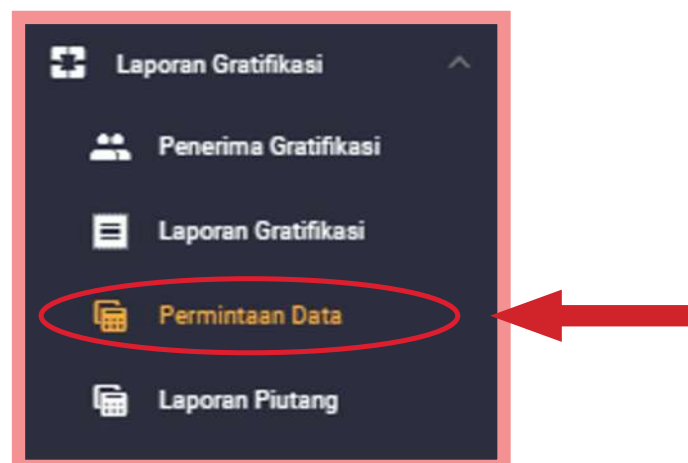 Laporan Gratifikasi
Penerima Gratifikasi
Laporan Gratifikasi
Permintaan Data
Laporan Piutang